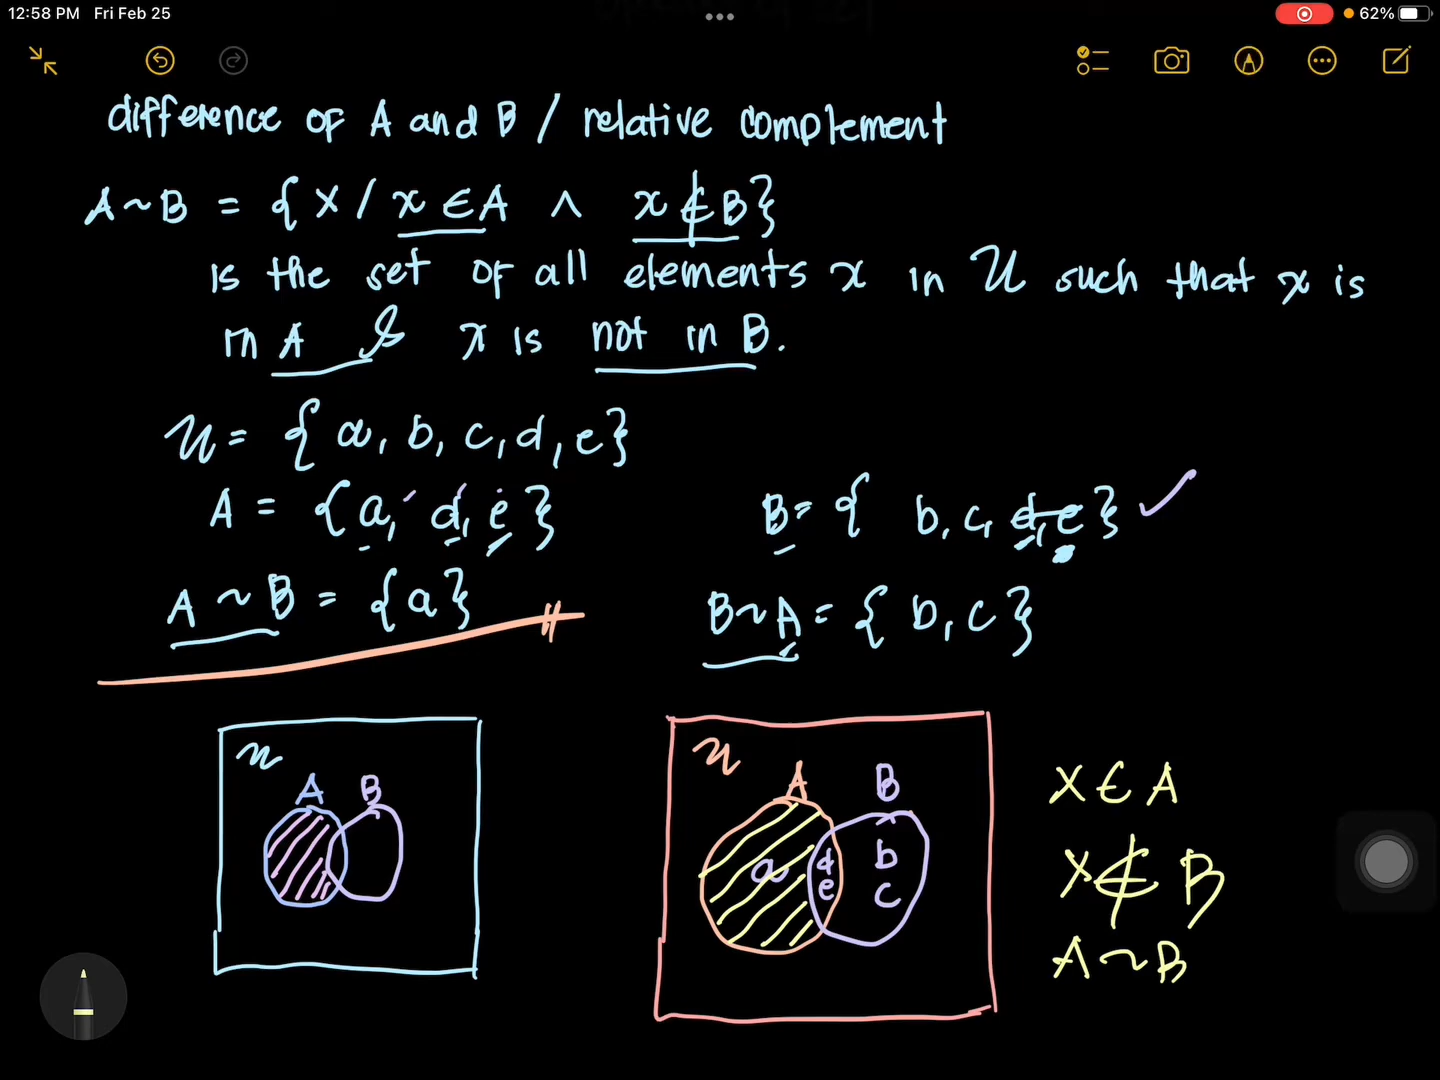 12:58 PM Fri Feb 25
62%
difference of A and B / relative complement
A ~ B = { x / x ∈ A ∧ x ∉ B }
is the set of all elements x in U such that x is
in A & x is not in B.
U = { a, b, c, d, e }
A = { a, d, e }
B = { b, c, d, e }
A ~ B = { a }
B ~ A = { b, c }
U
A B
U
A B
a d e b c
x ∈ A
x ∉ B
A ~ B